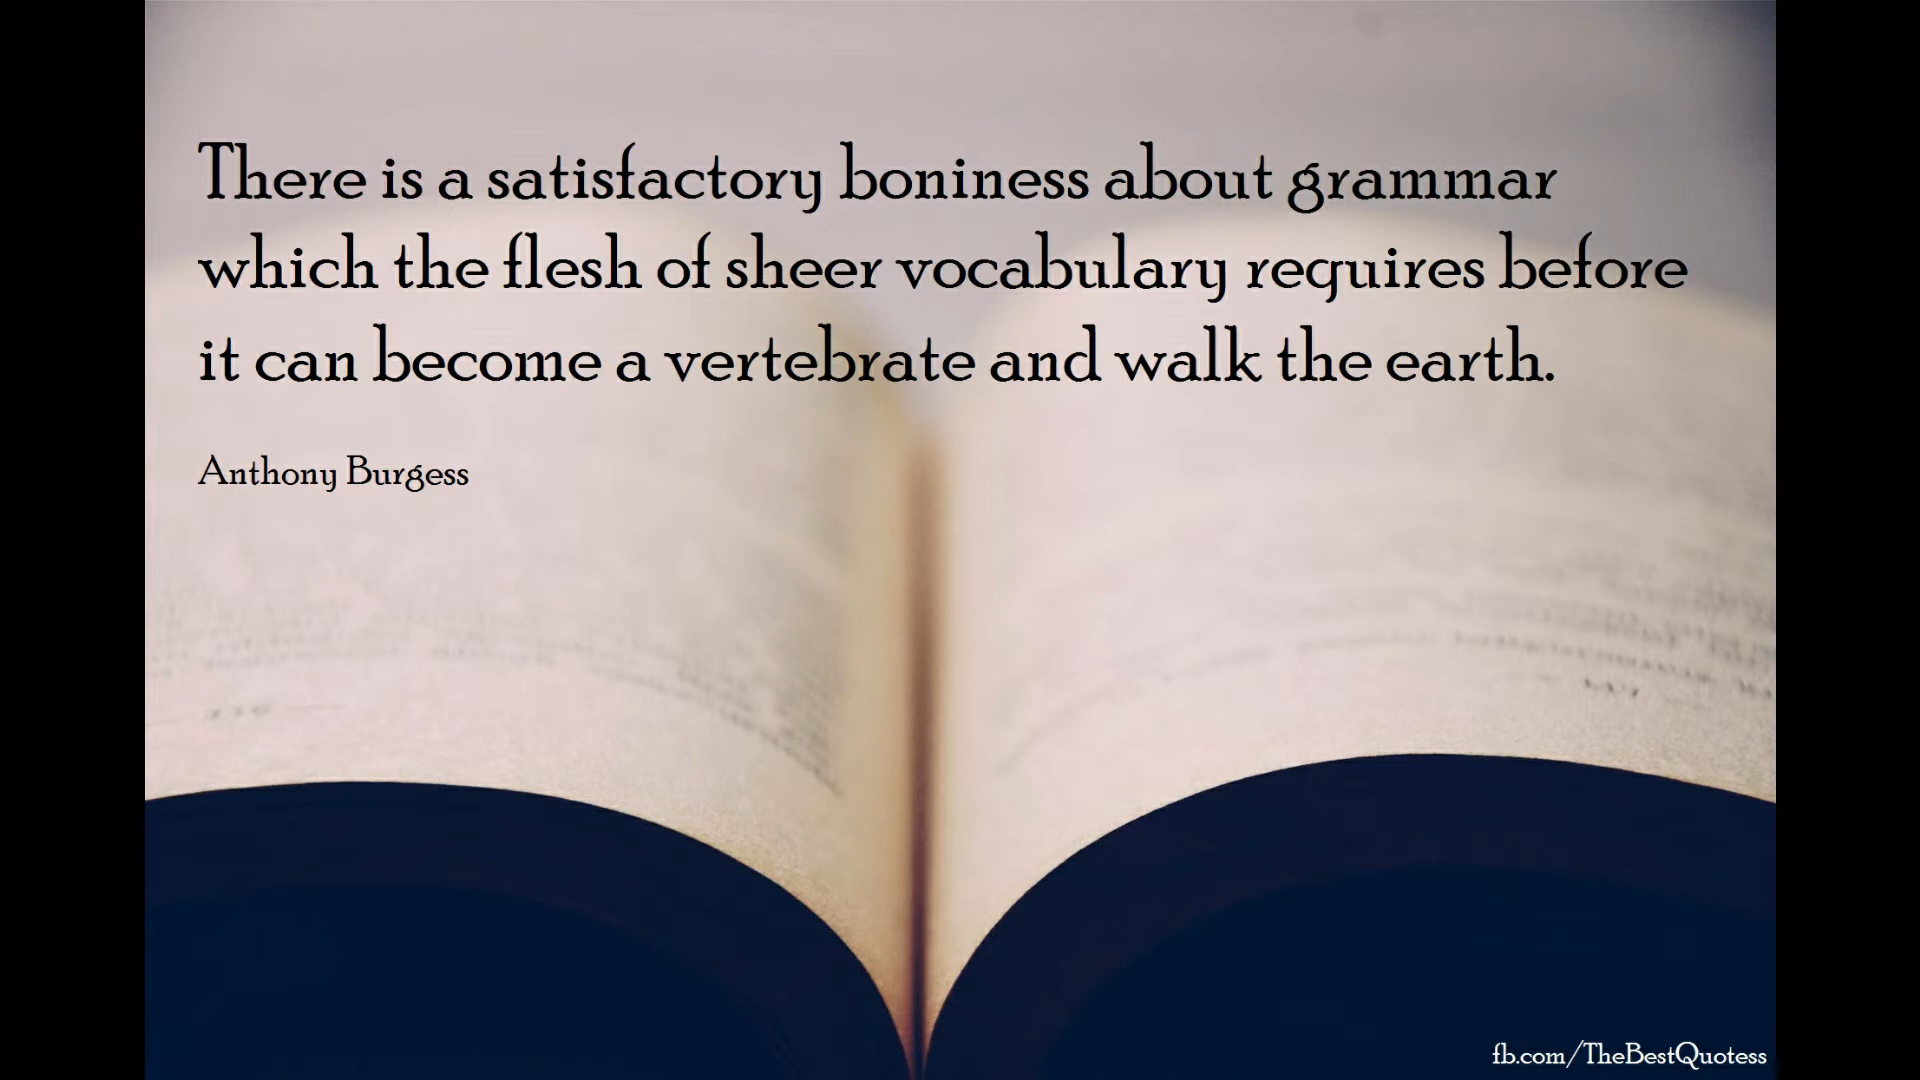 There is a satisfactory boniness about grammar
which the flesh of sheer vocabulary requires before
it can become a vertebrate and walk the earth.
Anthony Burgess
fb.com/TheBestQuotess